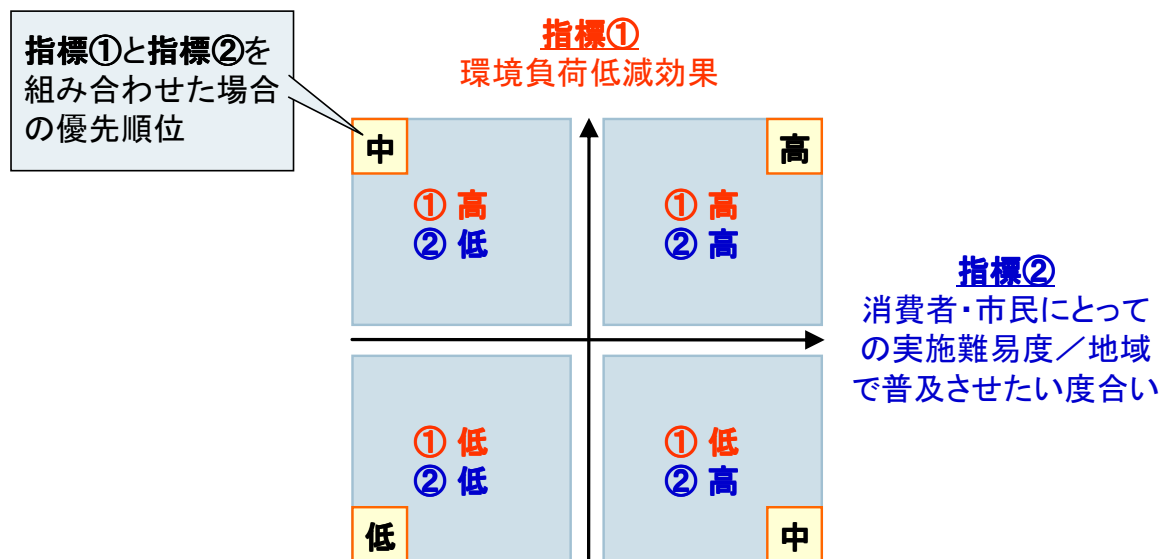 指標①と指標②を
組み合わせた場合
の優先順位
指標①
環境負荷低減効果
中
高
① 高
② 低
① 高
② 高
指標②
消費者・市民にとって
の実施難易度／地域
で普及させたい度合い
① 低
② 低
① 低
② 高
低
中